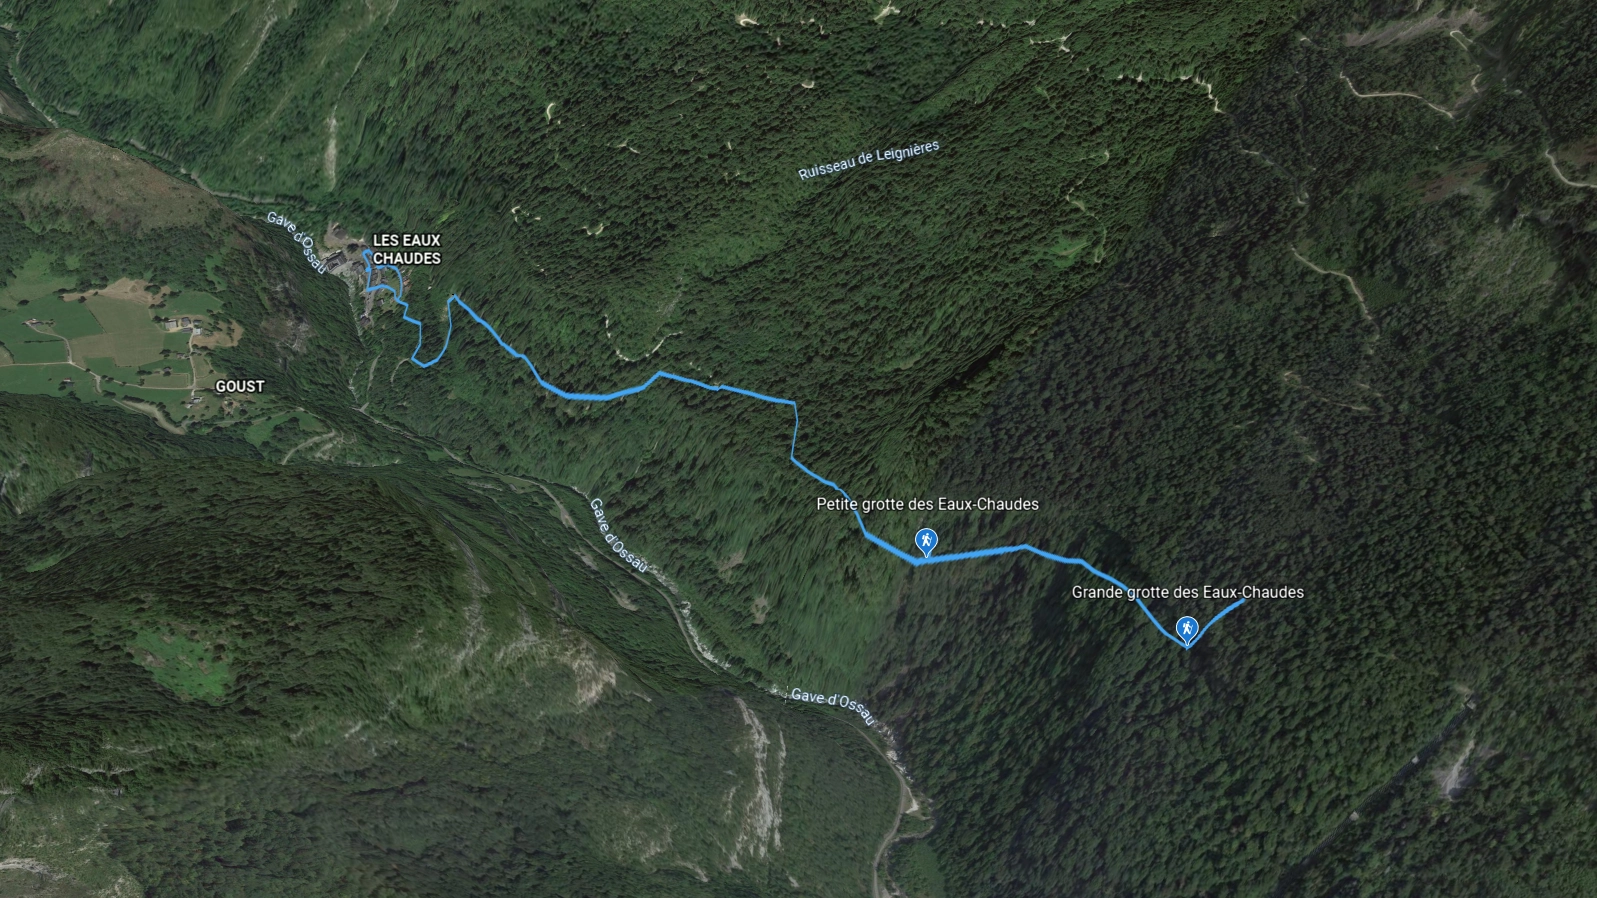 Ruisseau de Leignières
Gave d'Ossau
LES EAUX
CHAUDES
GOUST
Gave d'Ossau
Petite grotte des Eaux-Chaudes
Grande grotte des Eaux-Chaudes
Gave d'Ossau